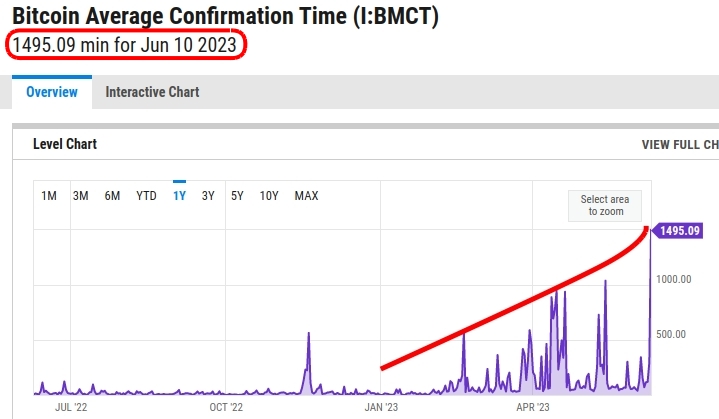 Bitcoin Average Confirmation Time (I:BMCT)
1495.09 min for Jun 10 2023
Overview Interactive Chart
Level Chart VIEW FULL CH
1M 3M 6M YTD 1Y 3Y 5Y 10Y MAX
Select area
to zoom
1495.09
1000.00
500.00
JUL '22 OCT '22 JAN '23 APR '23